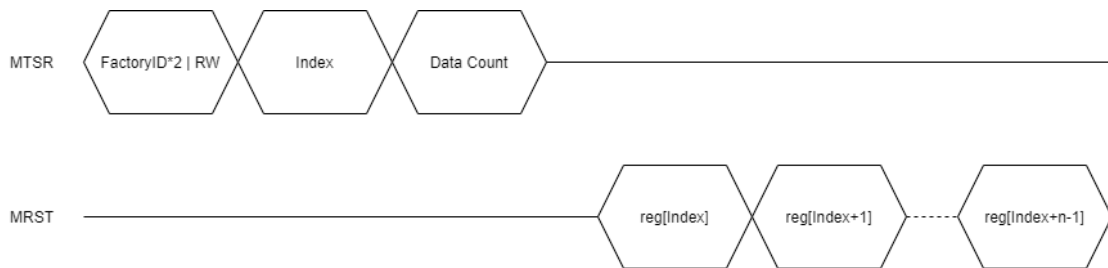 MTSR
FactoryID*2 | RW
Index
Data Count
MRST
reg[Index]
reg[Index+1]
reg[Index+n-1]